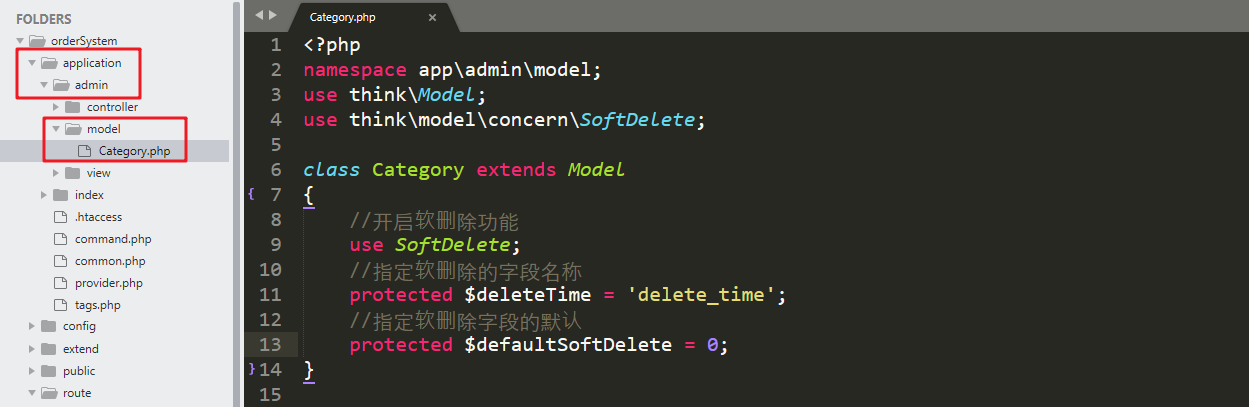 FOLDERS
orderSystem
application
admin
controller
model
Category.php
view
index
.htaccess
command.php
common.php
provider.php
tags.php
config
extend
public
route
Category.php ×
1 <?php
2 namespace app\admin\model;
3 use think\Model;
4 use think\model\concern\SoftDelete;
5
6 class Category extends Model
7 {
8 //开启软删除功能
9 use SoftDelete;
10 //指定软删除的字段名称
11 protected $deleteTime = 'delete_time';
12 //指定软删除字段的默认
13 protected $defaultSoftDelete = 0;
14 }
15